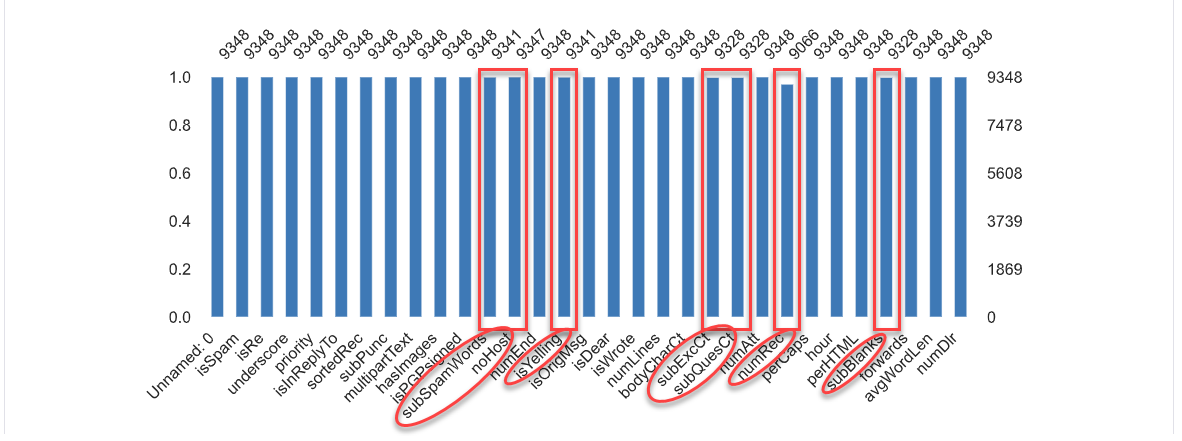 9348 9348 9348 9348 9348 9348 9348 9348 9348 9348 9348 9341 9347 9348 9341 9348 9348 9348 9348 9348 9328 9328 9348 9066 9348 9348 9348 9328 9348 9348 9348
1.0
0.8
0.6
0.4
0.2
0.0
9348
7478
5608
3739
1869
0
Unnamed: 0
isSpam
isRe
underscore
priority
isInReplyTo
sortedRec
subPunc
multipartText
hasImages
isPGPsigned
subSpamWords
noHost
numEnd
isYelling
isOrigMsg
isDear
isWrote
numLines
bodyCharCt
subExcCt
subQuesCt
numAtt
numRec
perCaps
hour
perHTML
subBlanks
forwards
avgWordLen
numDlr